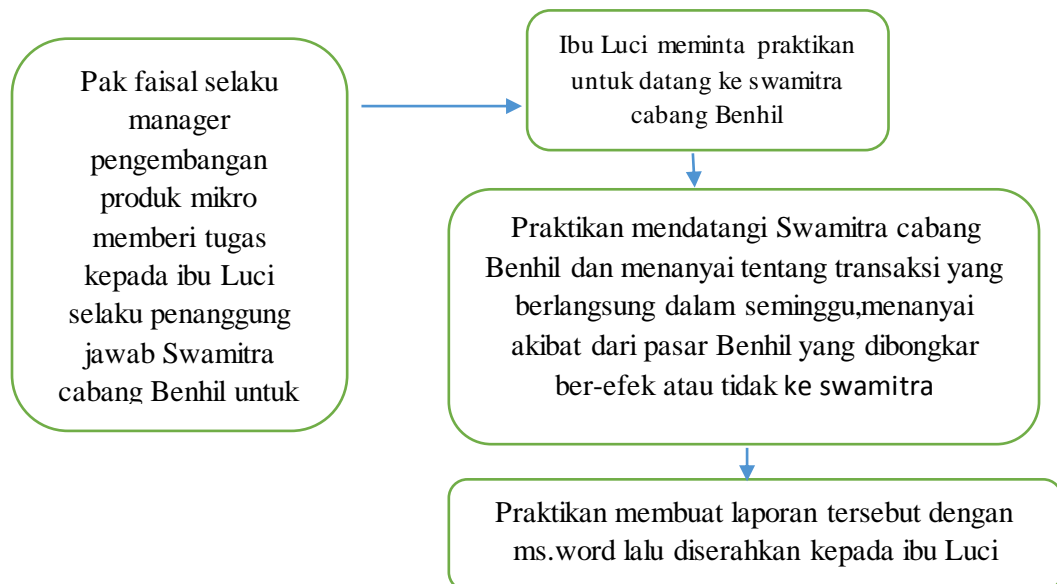 Pak faisal selaku
manager
pengembangan
produk mikro
memberi tugas
kepada ibu Luci
selaku penanggung
jawab Swamitra
cabang Benhil untuk
Ibu Luci meminta praktikan
untuk datang ke swamitra
cabang Benhil
Praktikan mendatangi Swamitra cabang
Benhil dan menanyai tentang transaksi yang
berlangsung dalam seminggu,menanyai
akibat dari pasar Benhil yang dibongkar
ber-efek atau tidak ke swamitra
Praktikan membuat laporan tersebut dengan
ms.word lalu diserahkan kepada ibu Luci